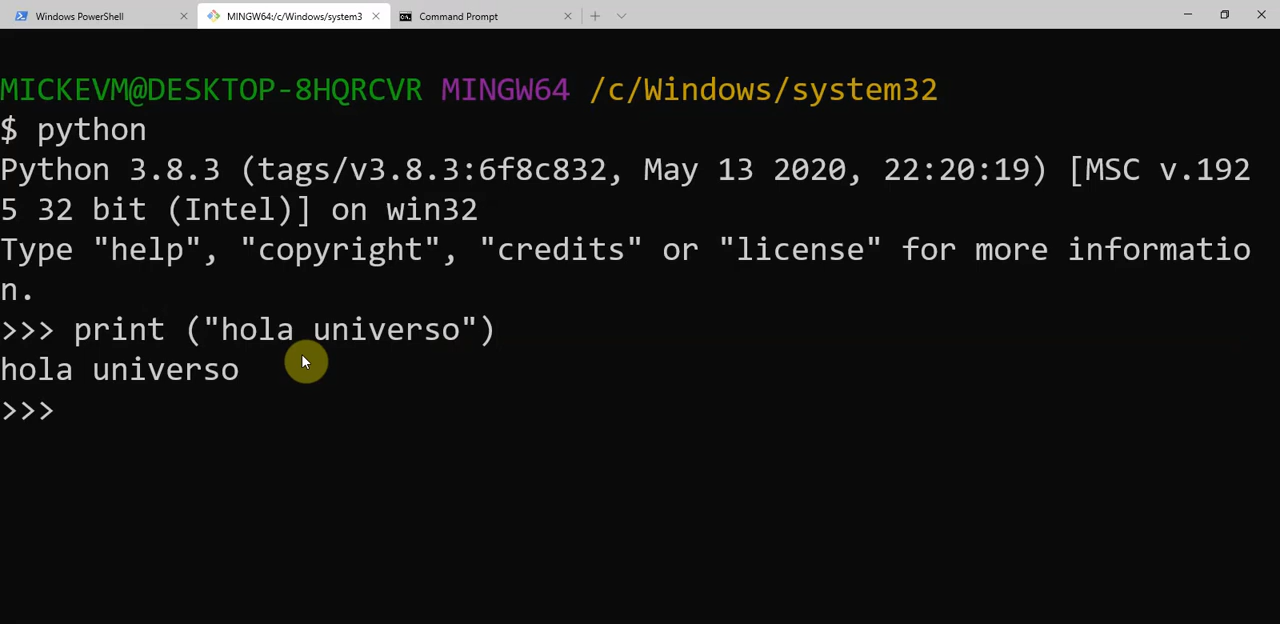 Windows PowerShell
MINGW64:/c/Windows/system3
Command Prompt
MICKEVM@DESKTOP-8HQRCVR MINGW64 /c/Windows/system32
$ python
Python 3.8.3 (tags/v3.8.3:6f8c832, May 13 2020, 22:20:19) [MSC v.192
5 32 bit (Intel)] on win32
Type "help", "copyright", "credits" or "license" for more informatio
n.
>>> print ("hola universo")
hola universo
>>>